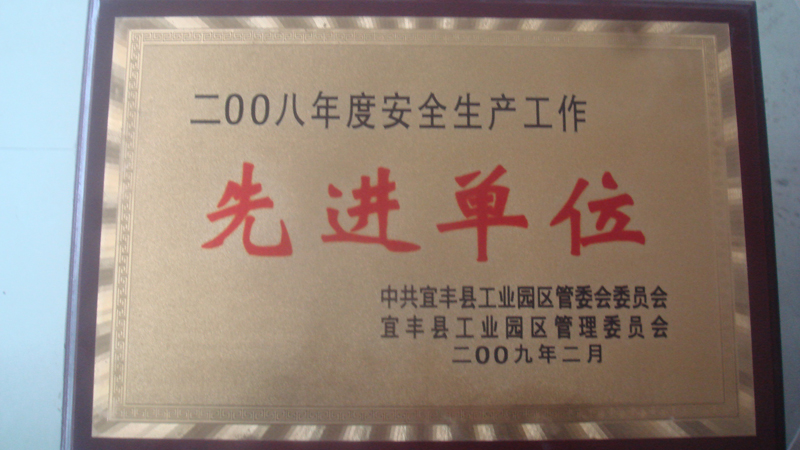 二00八年度安全生产工作
先进单位
中共宜丰县工业园区管委会委员会
宜丰县工业园区管理委员会
二00九年二月